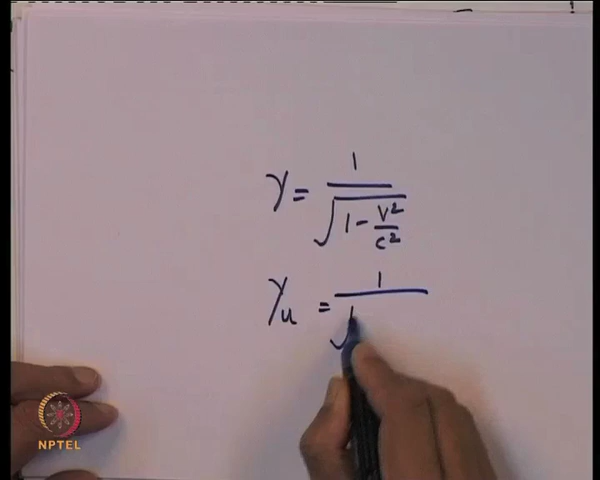 γ = 1 / √(1 - v²/c²)
γu = 1 / √
NPTEL